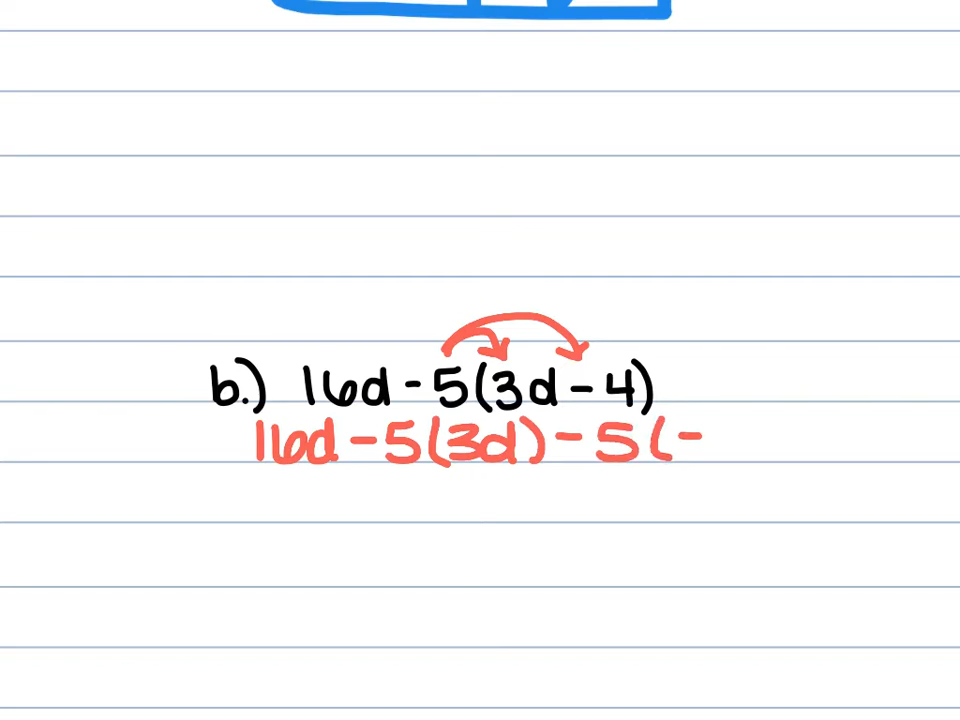 b.) 16d - 5(3d - 4)
16d - 5(3d) - 5(-